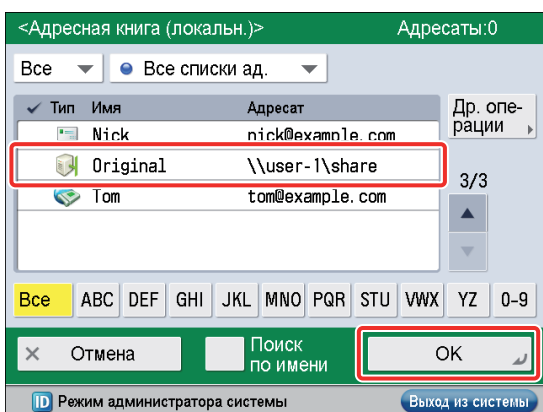 <Адресная книга (локальн.)> Адресаты:0
Все Все списки ад.
Тип Имя Адресат
Др. опе-
рации
Nick nick@example.com
Original \\user-1\share
3/3
Tom tom@example.com
Все ABC DEF GHI JKL MNO PQR STU VWX YZ 0-9
Отмена
Поиск
по имени
OK
ID Режим администратора системы Выход из системы